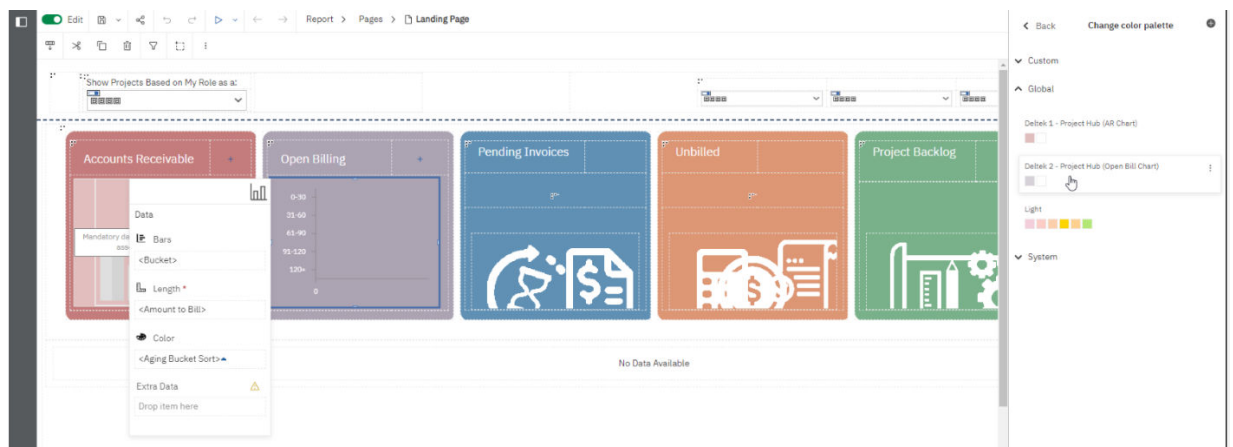 Edit
Report > Pages > Landing Page
Back
Change color palette
Custom
Global
Show Projects Based on My Role as a:
Deltek 1 - Project Hub (AR Chart)
Accounts Receivable
+
Open Billing
+
Pending Invoices
Unbilled
Project Backlog
Deltek 2 - Project Hub (Open Bill Chart)
Light
System
0-30
31-60
61-90
91-120
120+
0
Mandatory da
Data
Bars
<Bucket>
Length *
<Amount to Bill>
Color
<Aging Bucket Sort>
Extra Data
Drop item here
No Data Available